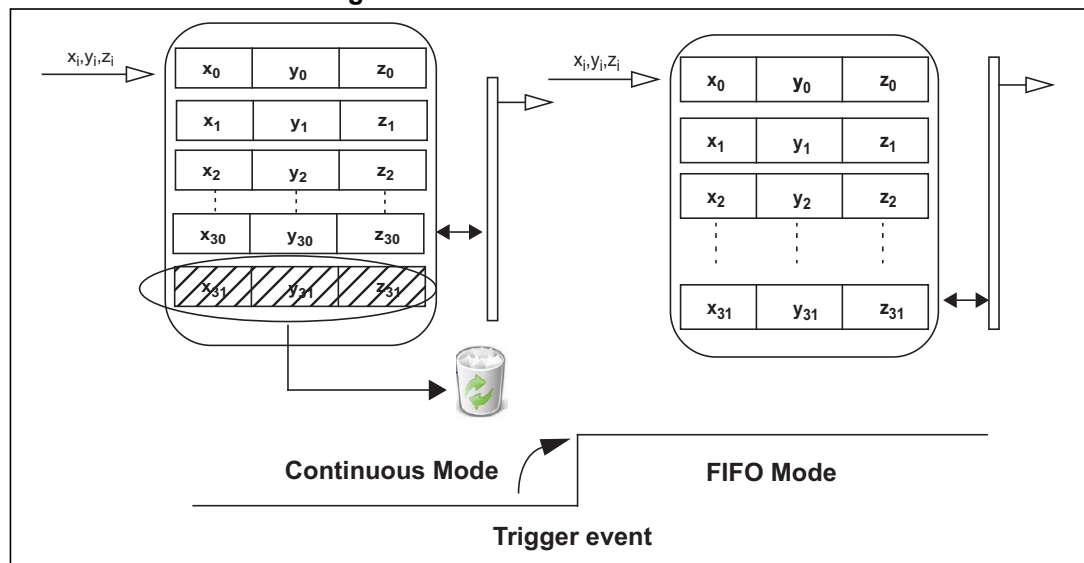 xᵢ,yᵢ,zᵢ
x₀ y₀ z₀
x₁ y₁ z₁
x₂ y₂ z₂
x₃₀ y₃₀ z₃₀
x₃₁ y₃₁ z₃₁
xᵢ,yᵢ,zᵢ
x₀ y₀ z₀
x₁ y₁ z₁
x₂ y₂ z₂
x₃₁ y₃₁ z₃₁
Continuous Mode
FIFO Mode
Trigger event